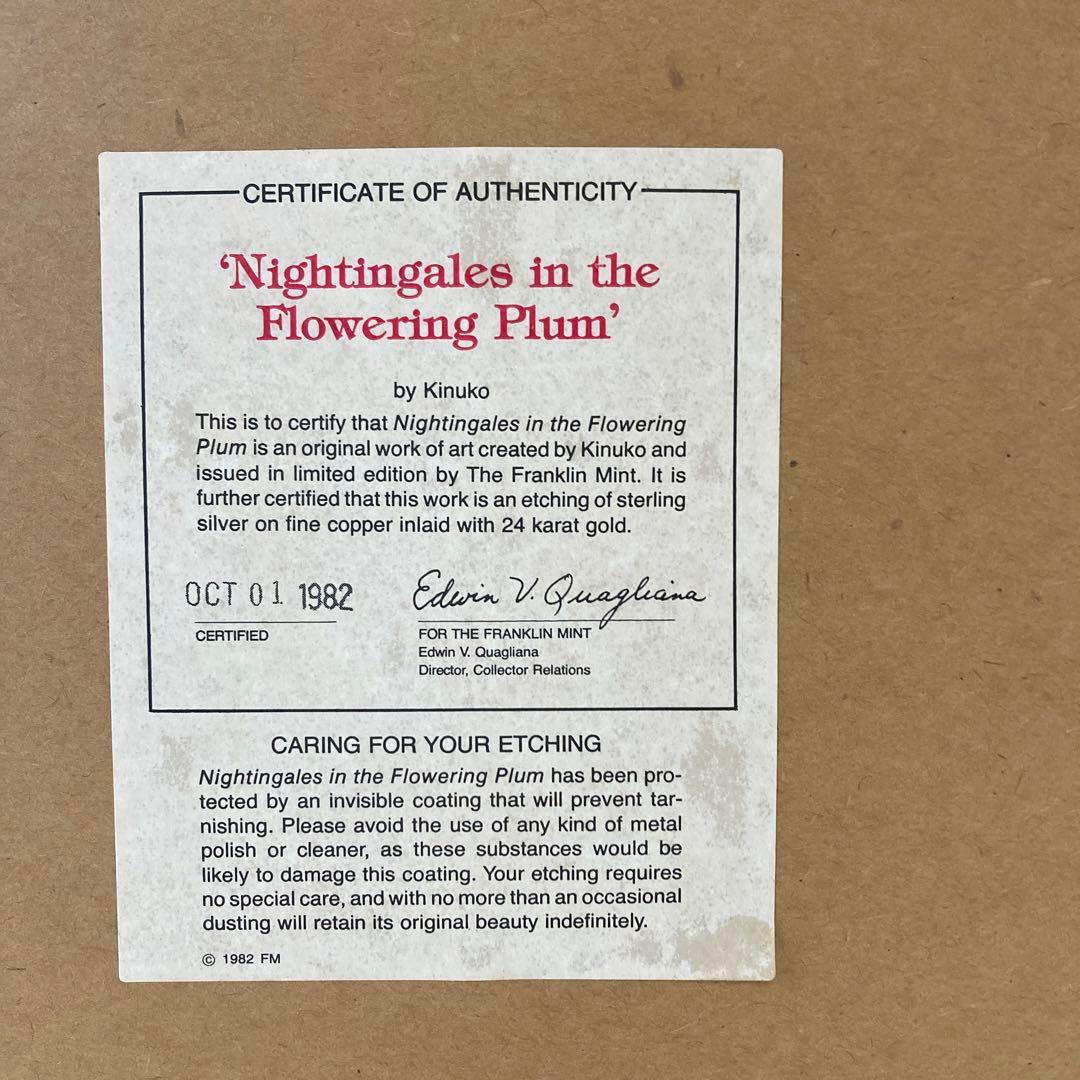 CERTIFICATE OF AUTHENTICITY
‘Nightingales in the
Flowering Plum’
by Kinuko
This is to certify that Nightingales in the Flowering
Plum is an original work of art created by Kinuko and
issued in limited edition by The Franklin Mint. It is
further certified that this work is an etching of sterling
silver on fine copper inlaid with 24 karat gold.
OCT 01 1982
CERTIFIED
Edwin V. Quagliana
FOR THE FRANKLIN MINT
Edwin V. Quagliana
Director, Collector Relations
CARING FOR YOUR ETCHING
Nightingales in the Flowering Plum has been pro-
tected by an invisible coating that will prevent tar-
nishing. Please avoid the use of any kind of metal
polish or cleaner, as these substances would be
likely to damage this coating. Your etching requires
no special care, and with no more than an occasional
dusting will retain its original beauty indefinitely.
© 1982 FM